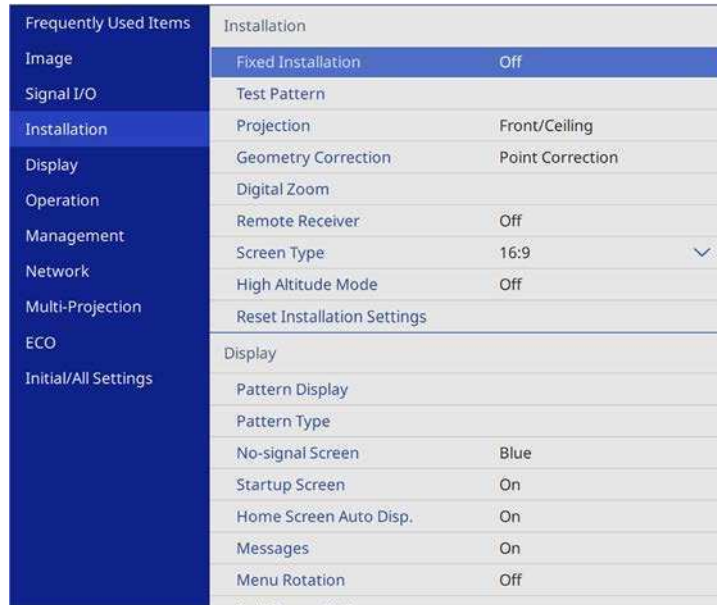 Frequently Used Items
Image
Signal I/O
Installation
Display
Operation
Management
Network
Multi-Projection
ECO
Initial/All Settings
Installation
Fixed Installation Off
Test Pattern
Projection Front/Ceiling
Geometry Correction Point Correction
Digital Zoom
Remote Receiver Off
Screen Type 16:9
High Altitude Mode Off
Reset Installation Settings
Display
Pattern Display
Pattern Type
No-signal Screen Blue
Startup Screen On
Home Screen Auto Disp. On
Messages On
Menu Rotation Off